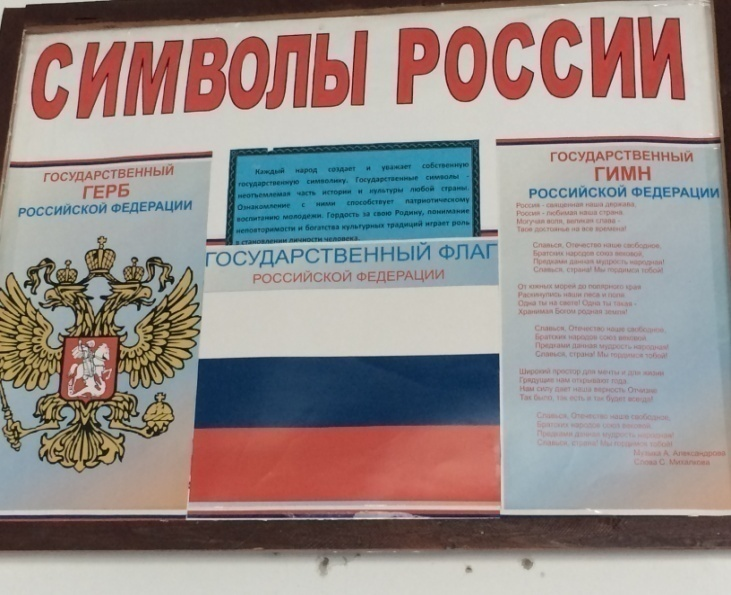 СИМВОЛЫ РОССИИ
ГОСУДАРСТВЕННЫЙ
ГЕРБ
РОССИЙСКОЙ ФЕДЕРАЦИИ
Каждый народ создает и уважает собственную
государственную символику. Государственные символы -
неотъемлемая часть истории и культуры любой страны.
Ознакомление с ними способствует патриотическому
воспитанию молодежи. Гордость за свою Родину, понимание
неповторимости и богатства культурных традиций играет роль
в становлении личности человека.
ГОСУДАРСТВЕННЫЙ ФЛАГ
РОССИЙСКОЙ ФЕДЕРАЦИИ
ГОСУДАРСТВЕННЫЙ
ГИМН
РОССИЙСКОЙ ФЕДЕРАЦИИ
Россия - священная наша держава,
Россия - любимая наша страна.
Могучая воля, великая слава -
Твое достоянье на все времена!
Славься, Отечество наше свободное,
Братских народов союз вековой,
Предками данная мудрость народная!
Славься, страна! Мы гордимся тобой!
От южных морей до полярного края
Раскинулись наши леса и поля.
Одна ты на свете! Одна ты такая -
Хранимая Богом родная земля!
Славься, Отечество наше свободное,
Братских народов союз вековой,
Предками данная мудрость народная!
Славься, страна! Мы гордимся тобой!
Широкий простор для мечты и для жизни
Грядущие нам открывают года.
Нам силу дает наша верность Отчизне.
Так было, так есть и так будет всегда!
Славься, Отечество наше свободное,
Братских народов союз вековой,
Предками данная мудрость народная!
Славься, страна! Мы гордимся тобой!
Музыка А. Александрова
Слова С. Михалкова